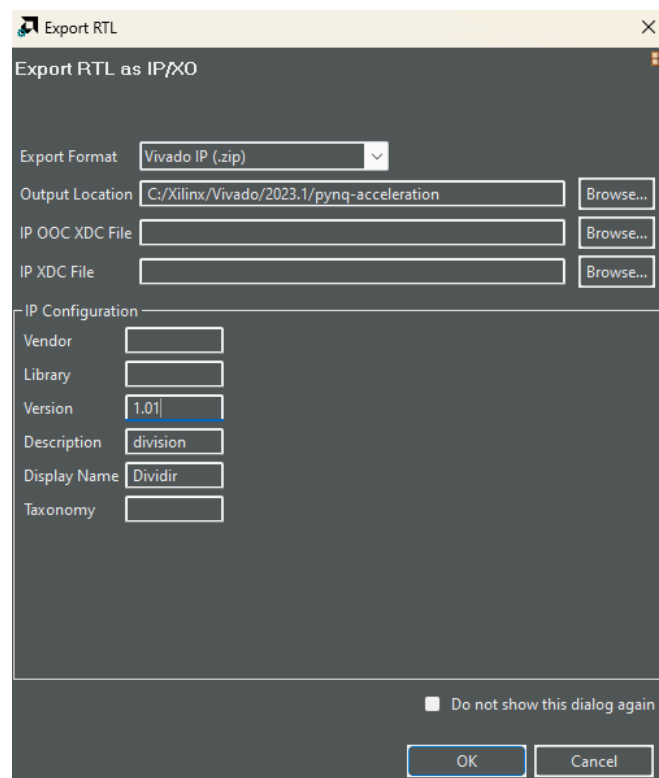 Export RTL
Export RTL as IP/XO
Export Format Vivado IP (.zip)
Output Location C:/Xilinx/Vivado/2023.1/pynq-acceleration Browse...
IP OOC XDC File Browse...
IP XDC File Browse...
IP Configuration
Vendor
Library
Version 1.01
Description division
Display Name Dividir
Taxonomy
Do not show this dialog again
OK Cancel